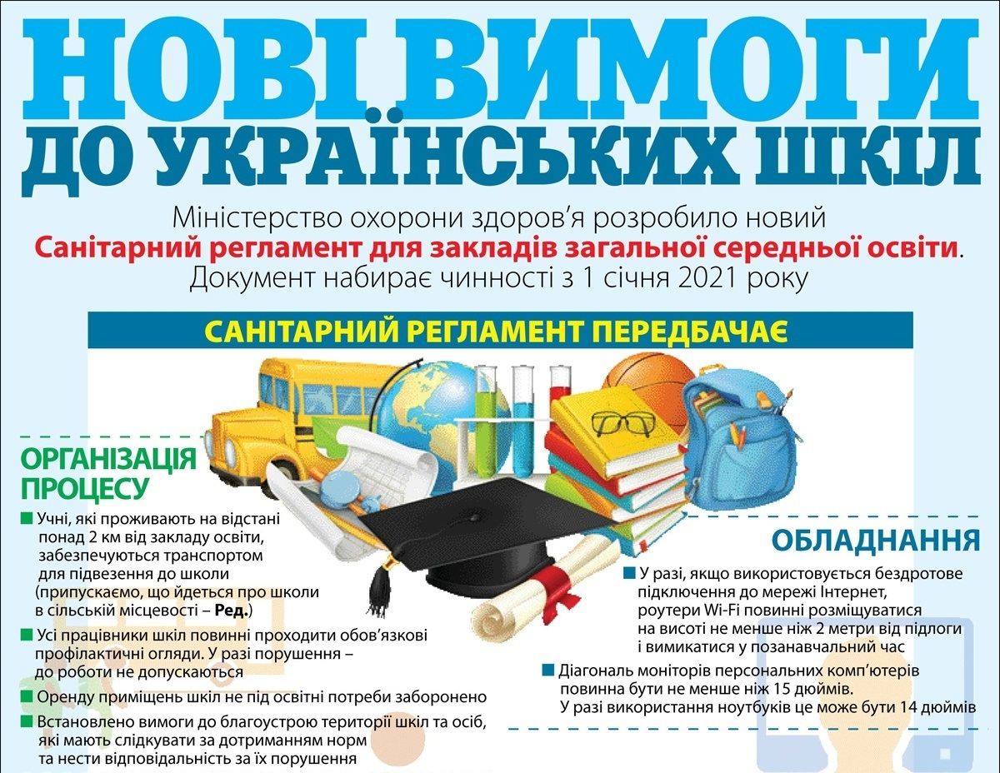 НОВІ ВИМОГИ
ДО УКРАЇНСЬКИХ ШКІЛ
Міністерство охорони здоров’я розробило новий
Санітарний регламент для закладів загальної середньої освіти.
Документ набирає чинності з 1 січня 2021 року
САНІТАРНИЙ РЕГЛАМЕНТ ПЕРЕДБАЧАЄ
ОРГАНІЗАЦІЯ
ПРОЦЕСУ
■ Учні, які проживають на відстані
понад 2 км від закладу освіти,
забезпечуються транспортом
для підвезення до школи
(припускаємо, що йдеться про школи
в сільській місцевості – Ред.)
■ Усі працівники шкіл повинні проходити обов’язкові
профілактичні огляди. У разі порушення –
до роботи не допускаються
■ Оренду приміщень шкіл не під освітні потреби заборонено
■ Встановлено вимоги до благоустрою території шкіл та осіб,
які мають слідкувати за дотриманням норм
та нести відповідальність за їх порушення
ОБЛАДНАННЯ
■ У разі, якщо використовується бездротове
підключення до мережі Інтернет,
роутери Wi-Fi повинні розміщуватися
на висоті не менше ніж 2 метри від підлоги
і вимикатися у позанавчальний час
■ Діагональ моніторів персональних комп’ютерів
повинна бути не менше ніж 15 дюймів.
У разі використання ноутбуків це може бути 14 дюймів